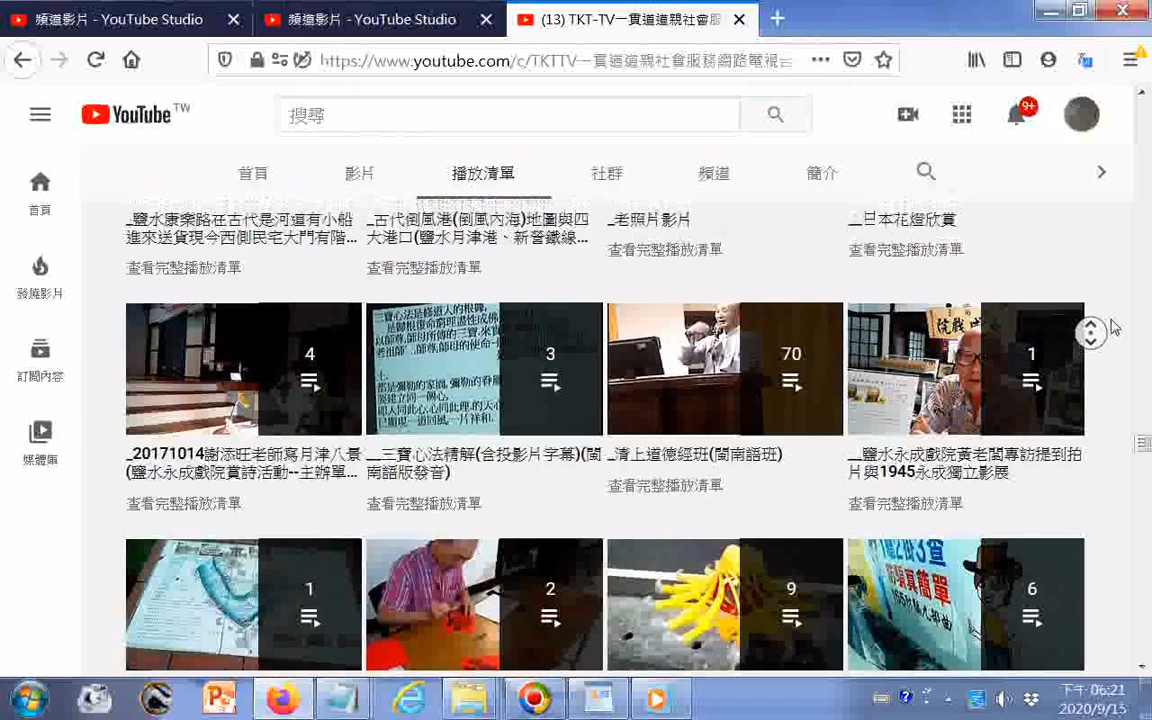 頻道影片 - YouTube Studio
頻道影片 - YouTube Studio
(13) TKT-TV一貫道道親社會服
https://www.youtube.com/c/TKTTV一貫道道親社會服務網路電視台
YouTube TW
搜尋
9+
首頁
影片
播放清單
社群
頻道
簡介
首頁
發燒影片
訂閱內容
媒體庫
_鹽水康樂路在古代是河道有小船
進來送貨現今西側民宅大門有階...
查看完整播放清單
_古代倒風港(倒風內海)地圖與四
大港口(鹽水月津港、新營鐵線...
查看完整播放清單
_老照片影片
查看完整播放清單
_日本花燈欣賞
查看完整播放清單
4
_20171014謝添旺老師寫月津八景
(鹽水永成戲院賞詩活動--主辦單...
查看完整播放清單
3
__三寶心法精解(含投影片字幕)(閩
南語版發音)
查看完整播放清單
70
_清上道德經班(閩南語班)
查看完整播放清單
1
_鹽水永成戲院黃老闆專訪提到拍
片與1945永成獨立影展
查看完整播放清單
1
2
9
6
防騙真簡單
下午 06:21
2020/9/15